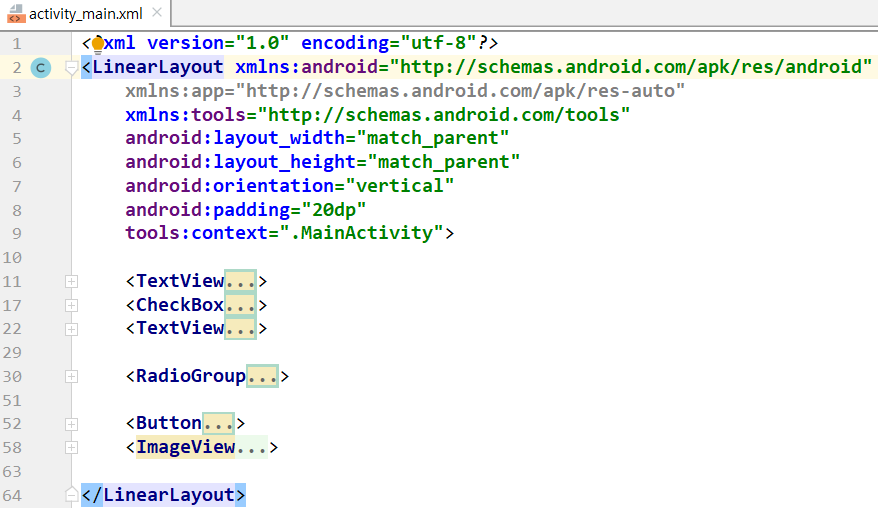 activity_main.xml
1 <?xml version="1.0" encoding="utf-8"?>
2 C <LinearLayout xmlns:android="http://schemas.android.com/apk/res/android"
3 xmlns:app="http://schemas.android.com/apk/res-auto"
4 xmlns:tools="http://schemas.android.com/tools"
5 android:layout_width="match_parent"
6 android:layout_height="match_parent"
7 android:orientation="vertical"
8 android:padding="20dp"
9 tools:context=".MainActivity">
10
11 <TextView...>
17 <CheckBox...>
22 <TextView...>
29
30 <RadioGroup...>
51
52 <Button...>
58 <ImageView...>
63
64 </LinearLayout>